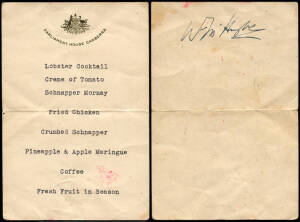 PARLIAMENT HOUSE CANBERRA
Lobster Cocktail
Creme of Tomato
Schnapper Mornay
Fried Chicken
Crumbed Schnapper
Pineapple & Apple Meringue
Coffee
Fresh Fruit in Season